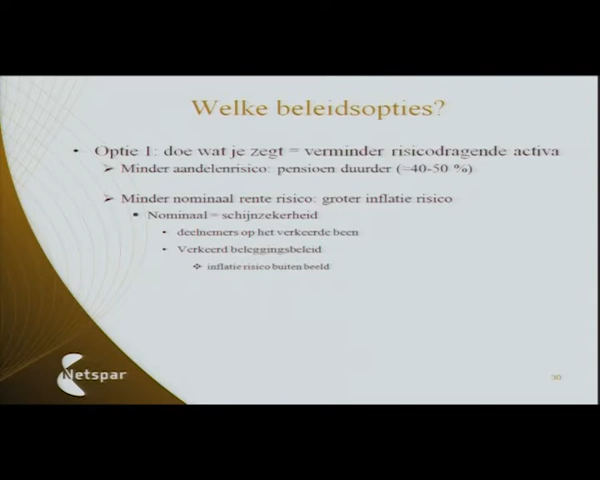 Welke beleidsopties?
• Optie 1: doe wat je zegt = verminder risicodragende activa
➢ Minder aandelenrisico: pensioen duurder (=40-50 %)
➢ Minder nominaal rente risico: groter inflatie risico
• Nominaal = schijnzekerheid
• deelnemers op het verkeerde been
• Verkeerd beleggingsbeleid
❖ inflatie risico buiten beeld
Netspar
30